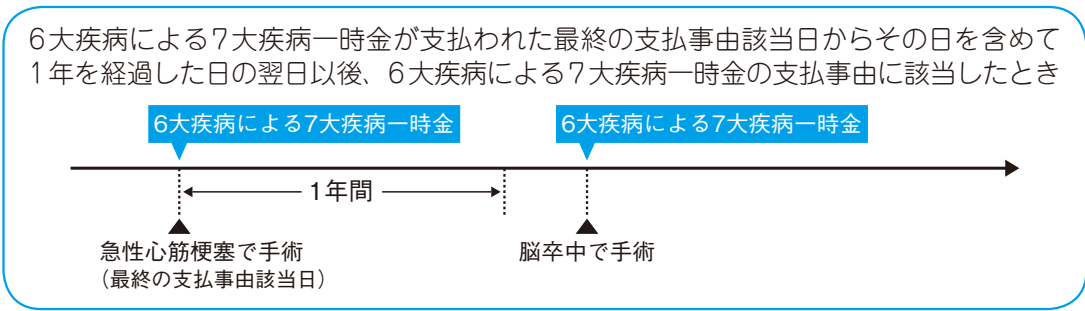 6大疾病による7大疾病一時金が支払われた最終の支払事由該当日からその日を含めて
1年を経過した日の翌日以後、6大疾病による7大疾病一時金の支払事由に該当したとき
6大疾病による7大疾病一時金
6大疾病による7大疾病一時金
1年間
急性心筋梗塞で手術
（最終の支払事由該当日）
脳卒中で手術